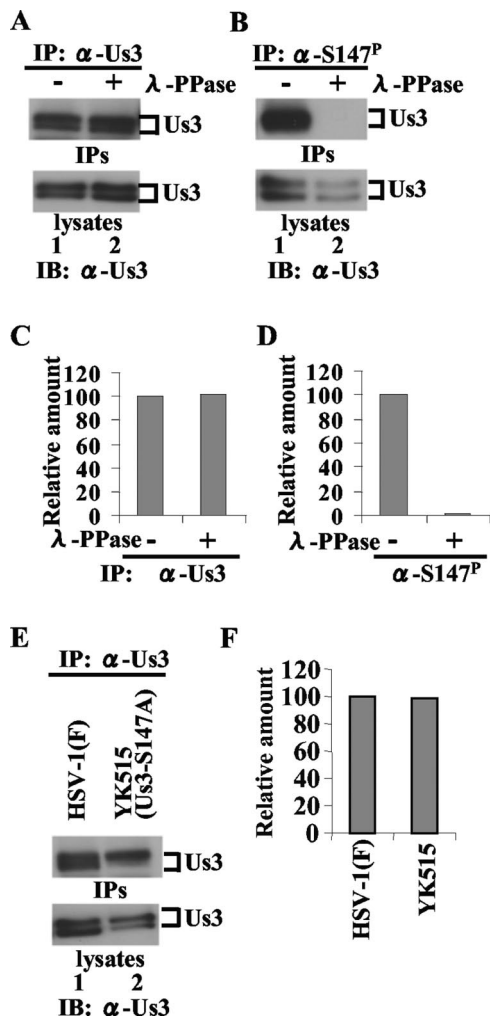 A
IP: α-Us3
- + λ-PPase
Us3
IPs
Us3
lysates
1 2
IB: α-Us3
B
IP: α-S147ᴾ
- + λ-PPase
Us3
IPs
Us3
lysates
1 2
IB: α-Us3
C
Relative amount
120
100
80
60
40
20
0
λ-PPase - +
IP: α-Us3
D
Relative amount
120
100
80
60
40
20
0
λ-PPase - +
α-S147ᴾ
E
IP: α-Us3
HSV-1(F)
YK515
(Us3-S147A)
Us3
IPs
Us3
lysates
1 2
IB: α-Us3
F
Relative amount
120
100
80
60
40
20
0
HSV-1(F)
YK515